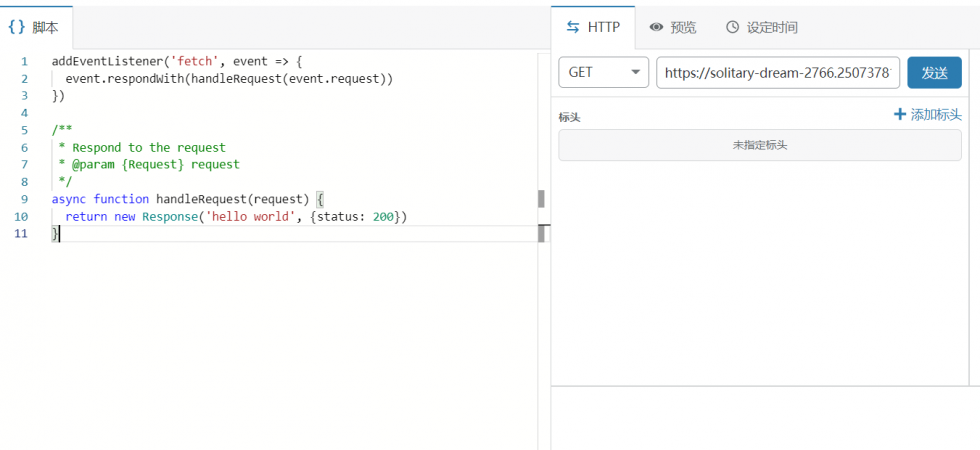 {} 脚本
1 addEventListener('fetch', event => {
2 event.respondWith(handleRequest(event.request))
3 })
4
5 /**
6 * Respond to the request
7 * @param {Request} request
8 */
9 async function handleRequest(request) {
10 return new Response('hello world', {status: 200})
11 }
HTTP 预览 设定时间
GET https://solitary-dream-2766.2507378 发送
标头 添加标头
未指定标头